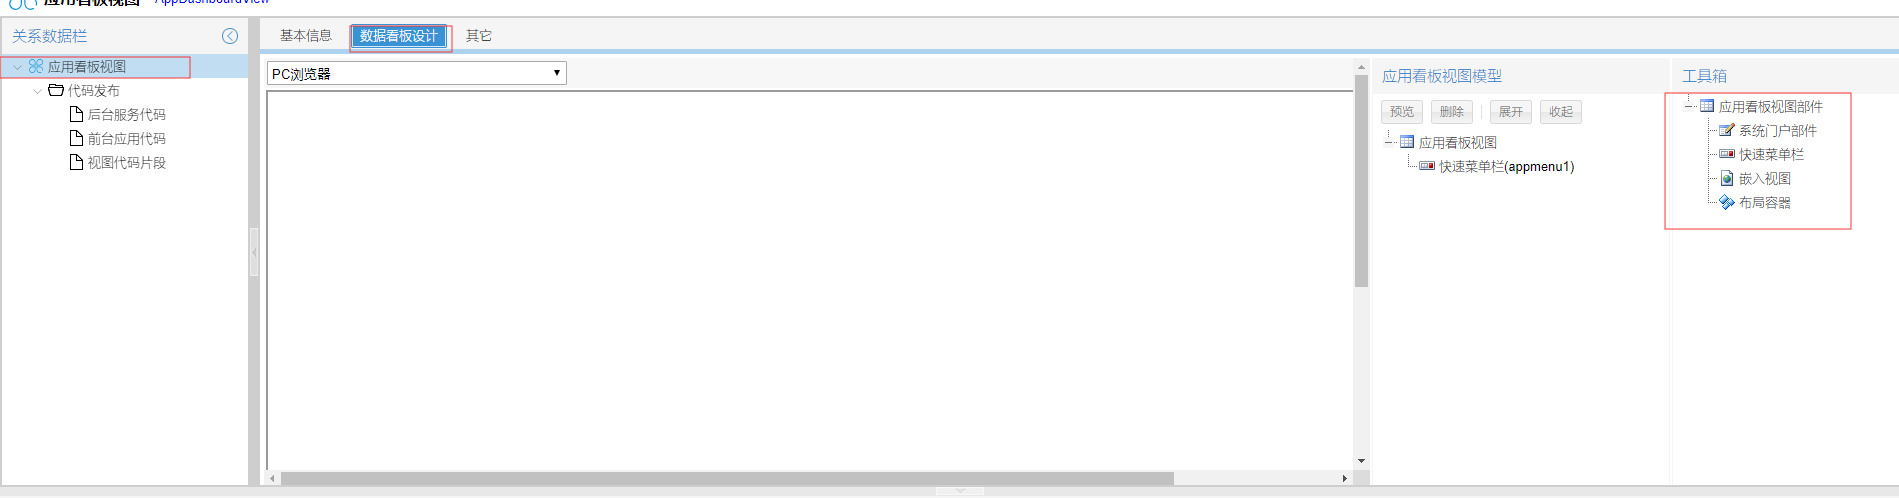 应用看板视图 AppDashboardView
关系数据栏
应用看板视图
代码发布
后台服务代码
前台应用代码
视图代码片段
基本信息 数据看板设计 其它
PC浏览器
应用看板视图模型
预览 删除 展开 收起
应用看板视图
快速菜单栏(appmenu1)
工具箱
应用看板视图部件
系统门户部件
快速菜单栏
嵌入视图
布局容器